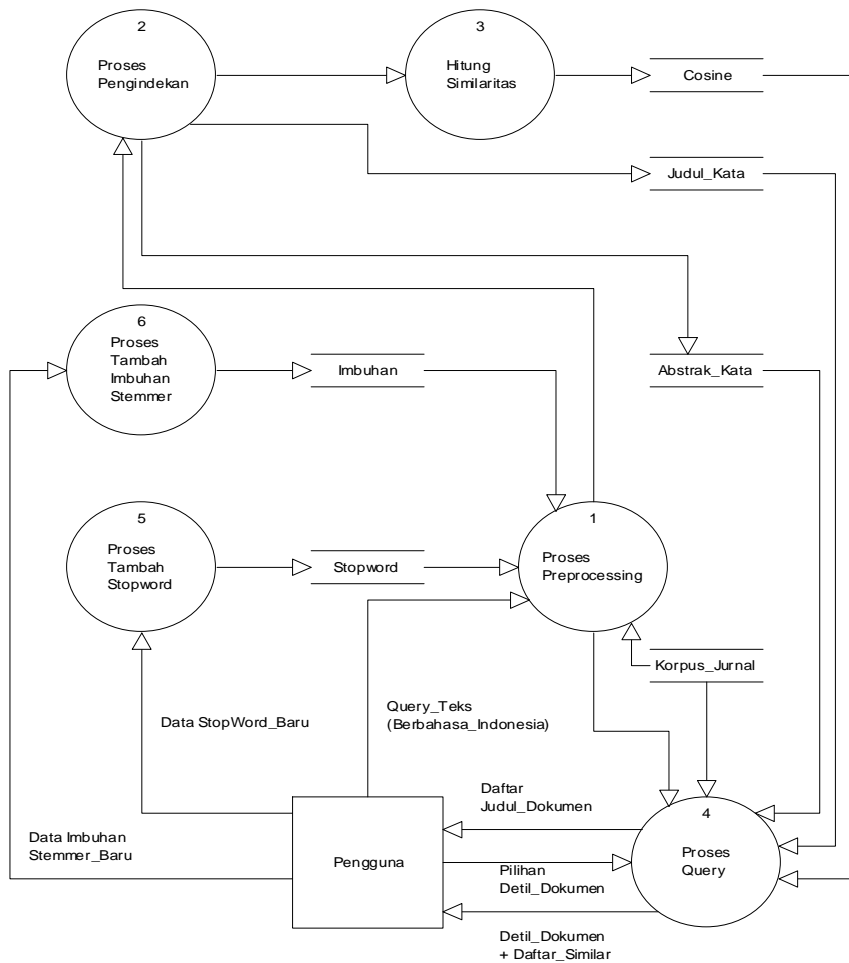 2
Proses
Pengindekan
3
Hitung
Similaritas
Cosine
Judul_Kata
6
Proses
Tambah
Imbuhan
Stemmer
Imbuhan
Abstrak_Kata
5
Proses
Tambah
Stopword
Stopword
1
Proses
Preprocessing
Korpus_Jurnal
Data StopWord_Baru
Query_Teks
(Berbahasa_Indonesia)
Daftar
Judul_Dokumen
Data Imbuhan
Stemmer_Baru
Pengguna
4
Proses
Query
Pilihan
Detil_Dokumen
Detil_Dokumen
+ Daftar_Similar